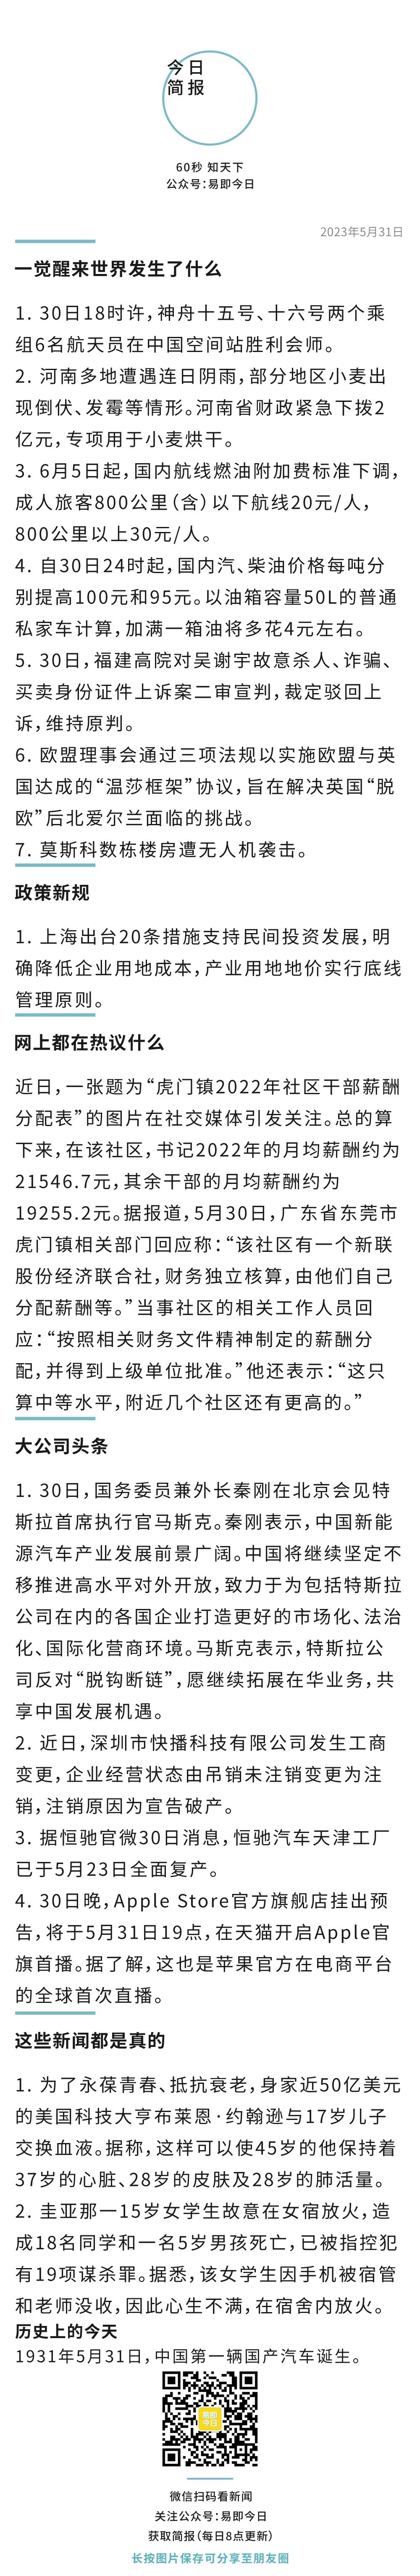 今日
简报
60秒 知天下
公众号：易即今日
2023年5月31日
一觉醒来世界发生了什么
1. 30日18时许，神舟十五号、十六号两个乘
组6名航天员在中国空间站胜利会师。
2. 河南多地遭遇连日阴雨，部分地区小麦出
现倒伏、发霉等情形。河南省财政紧急下拨2
亿元，专项用于小麦烘干。
3. 6月5日起，国内航线燃油附加费标准下调，
成人旅客800公里（含）以下航线20元/人，
800公里以上30元/人。
4. 自30日24时起，国内汽、柴油价格每吨分
别提高100元和95元。以油箱容量50L的普通
私家车计算，加满一箱油将多花4元左右。
5. 30日，福建高院对吴谢宇故意杀人、诈骗、
买卖身份证件上诉案二审宣判，裁定驳回上
诉，维持原判。
6. 欧盟理事会通过三项法规以实施欧盟与英
国达成的“温莎框架”协议，旨在解决英国“脱
欧”后北爱尔兰面临的挑战。
7. 莫斯科数栋楼房遭无人机袭击。
政策新规
1. 上海出台20条措施支持民间投资发展，明
确降低企业用地成本，产业用地地价实行底线
管理原则。
网上都在热议什么
近日，一张题为“虎门镇2022年社区干部薪酬
分配表”的图片在社交媒体引发关注。总的算
下来，在该社区，书记2022年的月均薪酬约为
21546.7元，其余干部的月均薪酬约为
19255.2元。据报道，5月30日，广东省东莞市
虎门镇相关部门回应称：“该社区有一个新联
股份经济联合社，财务独立核算，由他们自己
分配薪酬等。”当事社区的相关工作人员回
应：“按照相关财务文件精神制定的薪酬分
配，并得到上级单位批准。”他还表示：“这只
算中等水平，附近几个社区还有更高的。”
大公司头条
1. 30日，国务委员兼外长秦刚在北京会见特
斯拉首席执行官马斯克。秦刚表示，中国新能
源汽车产业发展前景广阔。中国将继续坚定不
移推进高水平对外开放，致力于为包括特斯拉
公司在内的各国企业打造更好的市场化、法治
化、国际化营商环境。马斯克表示，特斯拉公
司反对“脱钩断链”，愿继续拓展在华业务，共
享中国发展机遇。
2. 近日，深圳市快播科技有限公司发生工商
变更，企业经营状态由吊销未注销变更为注
销，注销原因为宣告破产。
3. 据恒驰官微30日消息，恒驰汽车天津工厂
已于5月23日全面复产。
4. 30日晚，Apple Store官方旗舰店挂出预
告，将于5月31日19点，在天猫开启Apple官
旗首播。据了解，这也是苹果官方在电商平台
的全球首次直播。
这些新闻都是真的
1. 为了永葆青春、抵抗衰老，身家近50亿美元
的美国科技大亨布莱恩·约翰逊与17岁儿子
交换血液。据称，这样可以使45岁的他保持着
37岁的心脏、28岁的皮肤及28岁的肺活量。
2. 圭亚那一15岁女学生故意在女宿放火，造
成18名同学和一名5岁男孩死亡，已被指控犯
有19项谋杀罪。据悉，该女学生因手机被宿管
和老师没收，因此心生不满，在宿舍内放火。
历史上的今天
1931年5月31日，中国第一辆国产汽车诞生。
易即
今日
微信扫码看新闻
关注公众号：易即今日
获取简报（每日8点更新）
长按图片保存可分享至朋友圈